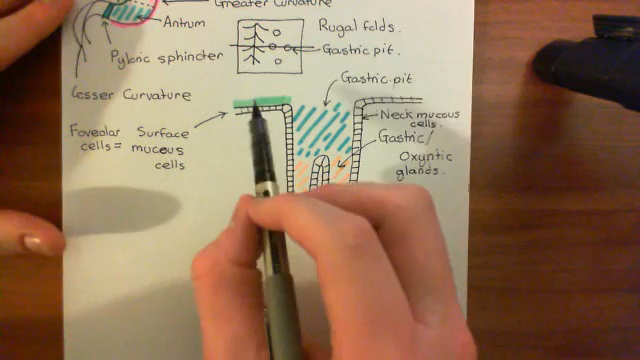 Greater Curvature
Antrum
Pyloric sphincter
Lesser Curvature
Rugal folds.
Gastric pit.
Gastric pit
Foveolar Surface
cells = mucous
cells
Neck mucous
cells.
Gastric/
Oxyntic
glands.